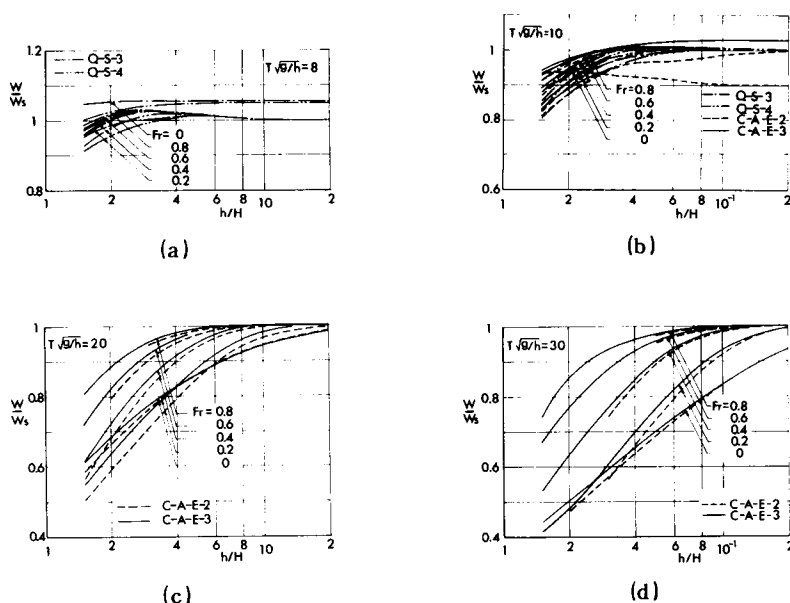 1.2
Q-S-3
Q-S-4
T√g/h = 8
W/Ws
1
Fr = 0
0.8
0.6
0.4
0.2
0.8
1 2 4 6 8 10 2
h/H
(a)
1.1
T√g/h = 10
W/Ws
1
Fr = 0.8
0.6
0.4
0.2
0
Q-S-3
Q-S-4
C-A-E-2
C-A-E-3
0.8
0.6
1 2 4 6 8 10⁻¹ 2
h/H
(b)
1
T√g/h = 20
W/Ws
0.8
Fr = 0.8
0.6
0.4
0.2
0
0.6
C-A-E-2
C-A-E-3
0.4
1 2 4 6 8 10 2
h/H
(c)
1
T√g/h = 30
W/Ws
0.8
Fr = 0.8
0.6
0.4
0.2
0
0.6
C-A-E-2
C-A-E-3
0.4
1 2 4 6 8 10⁻¹ 2
h/H
(d)